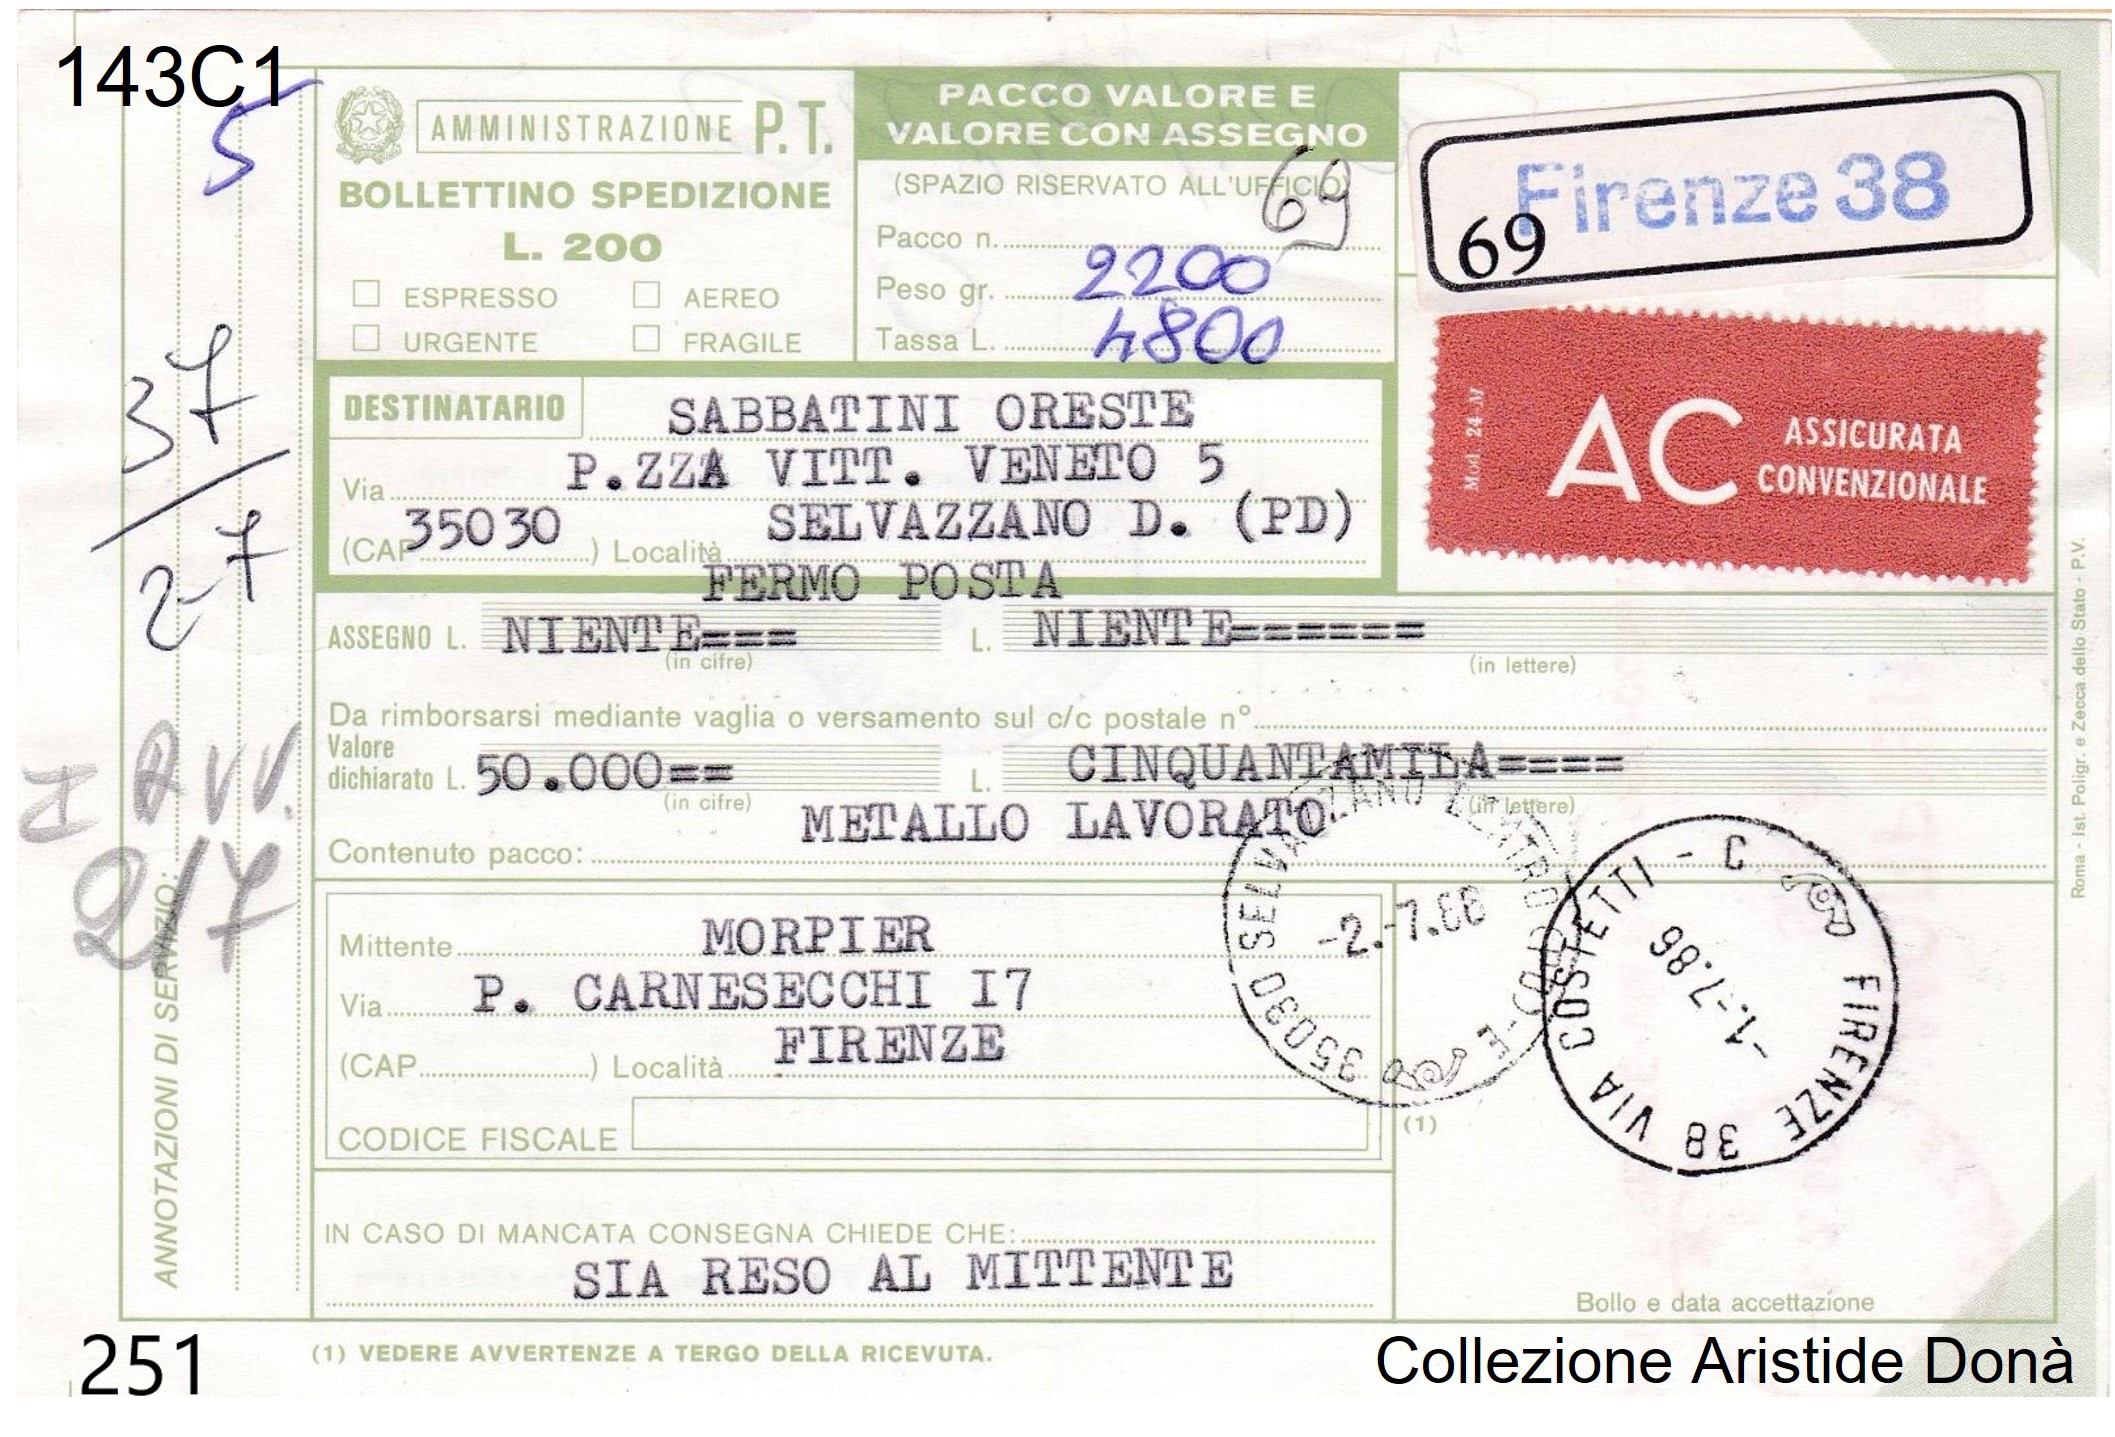 143C1
5
AMMINISTRAZIONE P.T.
BOLLETTINO SPEDIZIONE
L. 200
ESPRESSO
AEREO
URGENTE
FRAGILE
PACCO VALORE E
VALORE CON ASSEGNO
(SPAZIO RISERVATO ALL'UFFICIO)
Pacco n. 69
Peso gr. 2200
Tassa L. 4800
Firenze 38
69
Mod. 24 M
AC ASSICURATA
CONVENZIONALE
37
2-7
DESTINATARIO SABBATINI ORESTE
Via P.ZZA VITT. VENETO 5
(CAP 35030) Località SELVAZZANO D. (PD)
FERMO POSTA
ASSEGNO L. NIENTE=== L. NIENTE======
(in cifre) (in lettere)
Da rimborsarsi mediante vaglia o versamento sul c/c postale n°
Valore
dichiarato L. 50.000== L. CINQUANTAMILA====
(in cifre) (in lettere)
METALLO LAVORATO
Contenuto pacco:
Avv.
2/7
ANNOTAZIONI DI SERVIZIO:
Mittente MORPIER
Via P. CARNESECCHI I7
FIRENZE
(CAP ) Località
CODICE FISCALE
35030 SELVAZZANO DENTRO
-2.-7.86
FIRENZE 38 VIA COSTETTI - C
-1.-7.86
(1)
IN CASO DI MANCATA CONSEGNA CHIEDE CHE:
SIA RESO AL MITTENTE
Bollo e data accettazione
Roma - Ist. Poligr. e Zecca dello Stato - P.V.
(1) VEDERE AVVERTENZE A TERGO DELLA RICEVUTA.
251
Collezione Aristide Donà